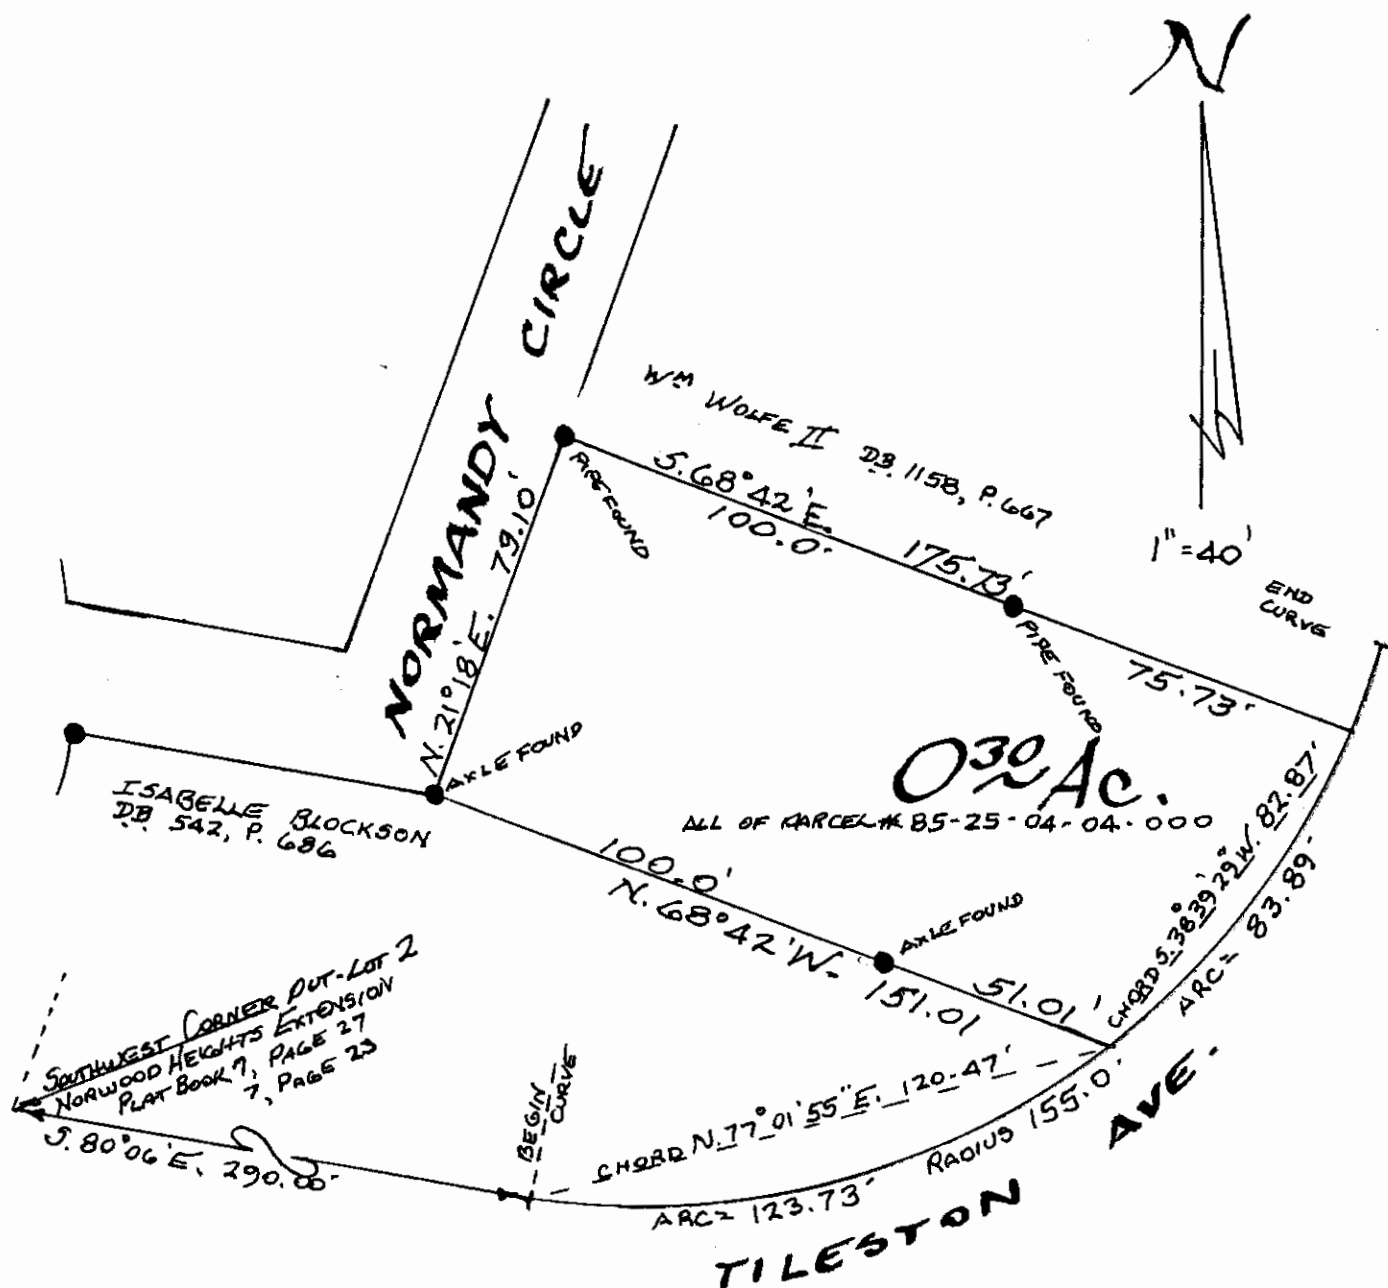 N
1"=40'
NORMANDY CIRCLE
WM WOLFE II D.B. 1158, P. 667
S. 68°42'E.
100.0'
175.73'
75.73'
PIPE FOUND
PIPE FOUND
END
CURVE
N. 21°18'E. 79.10'
AXLE FOUND
0.30 AC.
ALL OF PARCEL # 85-25-04-04-000
ISABELLE BLOCKSON
D.B. 542, P. 686
100.0'
N. 68°42'W. 151.01
51.01'
AXLE FOUND
CHORD S. 38°39'29"W. 82.87'
ARC= 83.89'
SOUTHWEST CORNER OUT-LOT 2
NORWOOD HEIGHTS EXTENSION
PLAT BOOK 7, PAGE 27
7, PAGE 23
S. 80°06'E. 290.00'
BEGIN
CURVE
CHORD N. 77°01'55"E. 120.47'
ARC= 123.73'
RADIUS 155.0'
TILESTON AVE.